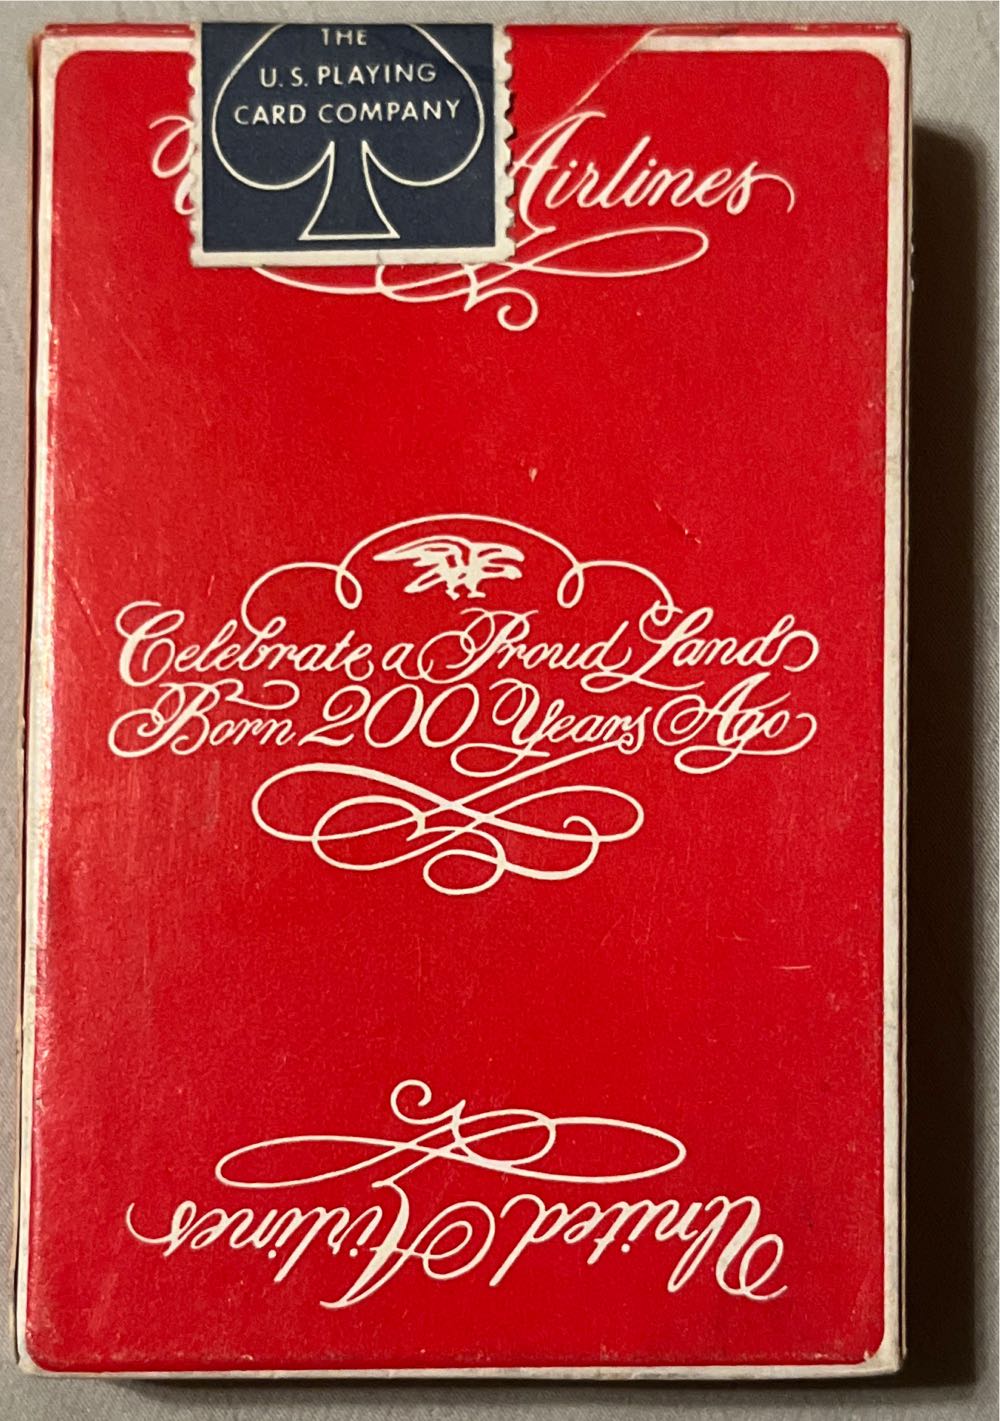 THE
U.S. PLAYING
CARD COMPANY
Airlines
Celebrate a Proud Land
Born 200 Years Ago
United Airlines